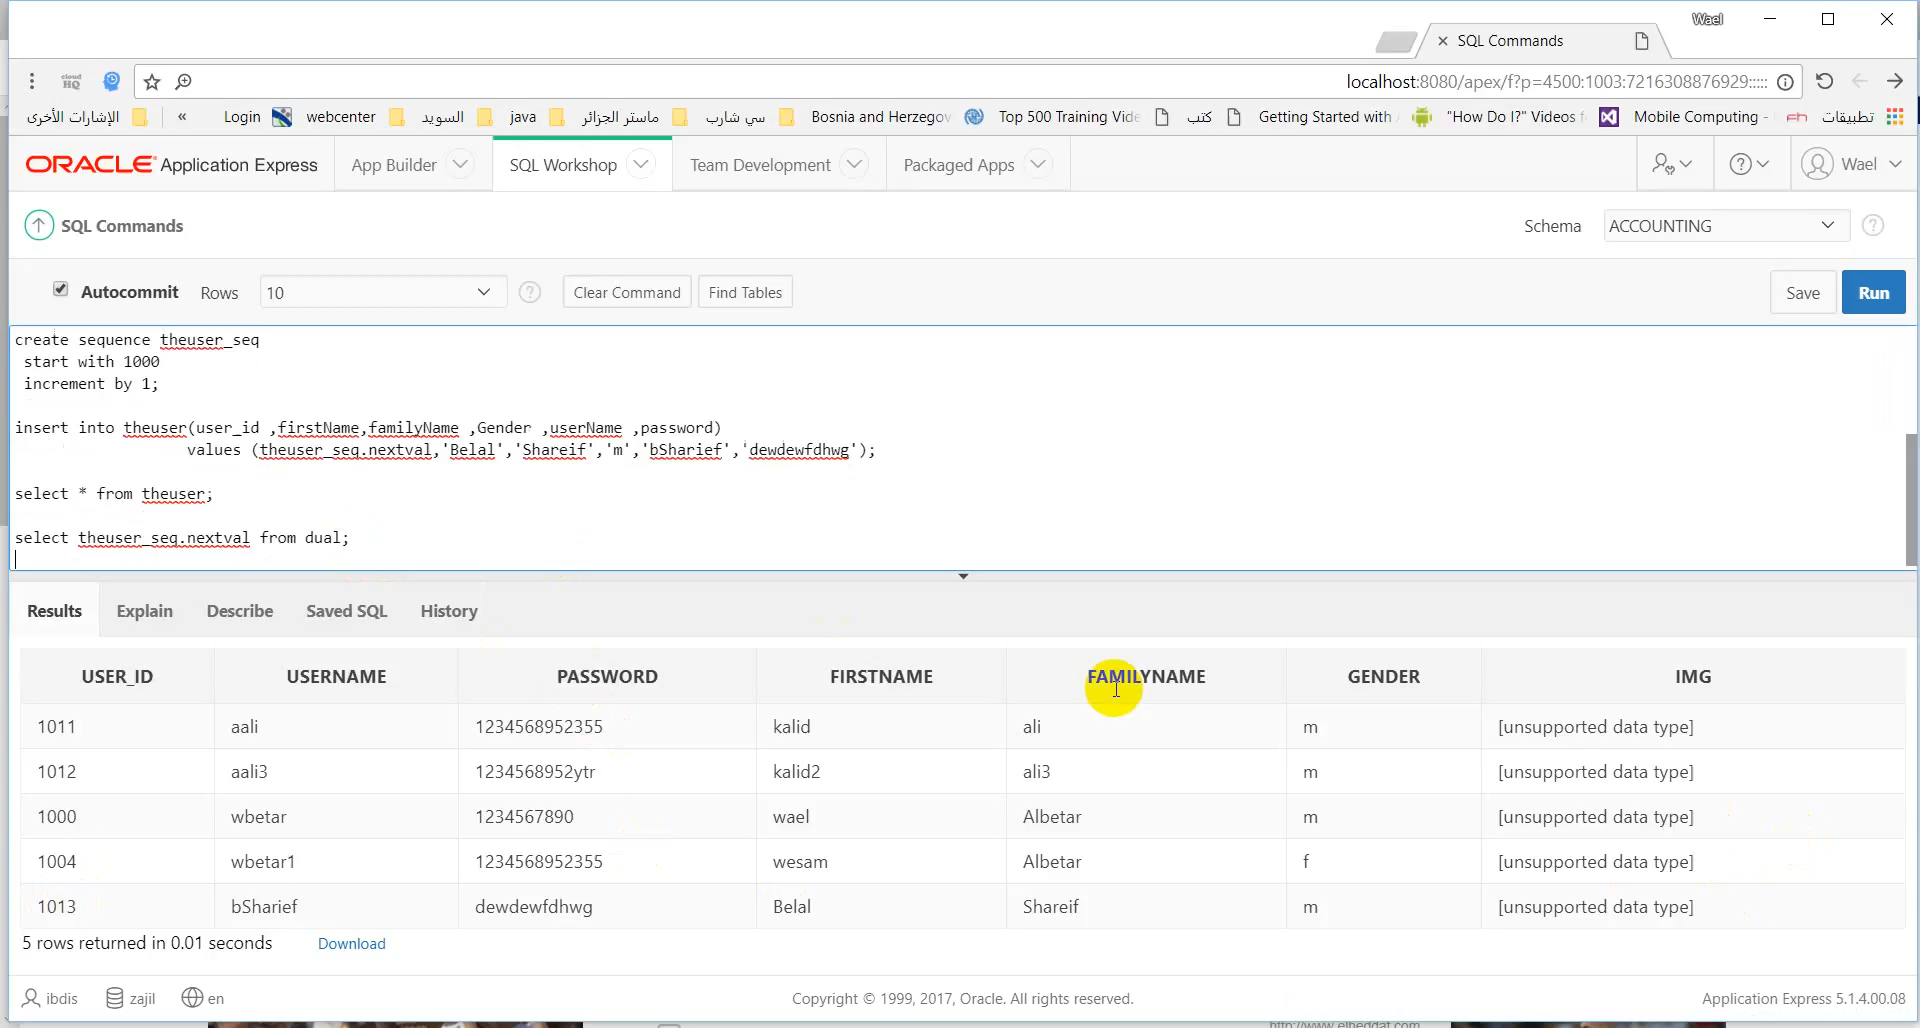 Wael
SQL Commands
cloud HQ
localhost:8080/apex/f?p=4500:1003:7216308876929:::::
الإشارات الأخرى
«
Login
webcenter
السويد
java
ماستر الجزائر
سي شارب
Bosnia and Herzegov
Top 500 Training Vide
كتب
Getting Started with
"How Do I?" Videos f
Mobile Computing -
تطبيقات
ORACLE Application Express
App Builder
SQL Workshop
Team Development
Packaged Apps
Wael
SQL Commands
Schema
ACCOUNTING
Autocommit
Rows
10
Clear Command
Find Tables
Save
Run
create sequence theuser_seq
start with 1000
increment by 1;
insert into theuser(user_id ,firstName,familyName ,Gender ,userName ,password)
values (theuser_seq.nextval,'Belal','Shareif','m','bSharief','dewdewfdhwg');
select * from theuser;
select theuser_seq.nextval from dual;
Results Explain Describe Saved SQL History
USER_ID USERNAME PASSWORD FIRSTNAME FAMILYNAME GENDER IMG
1011 aali 1234568952355 kalid ali m [unsupported data type]
1012 aali3 1234568952ytr kalid2 ali3 m [unsupported data type]
1000 wbetar 1234567890 wael Albetar m [unsupported data type]
1004 wbetar1 1234568952355 wesam Albetar f [unsupported data type]
1013 bSharief dewdewfdhwg Belal Shareif m [unsupported data type]
5 rows returned in 0.01 seconds
Download
ibdis
zajil
en
Copyright © 1999, 2017, Oracle. All rights reserved.
Application Express 5.1.4.00.08